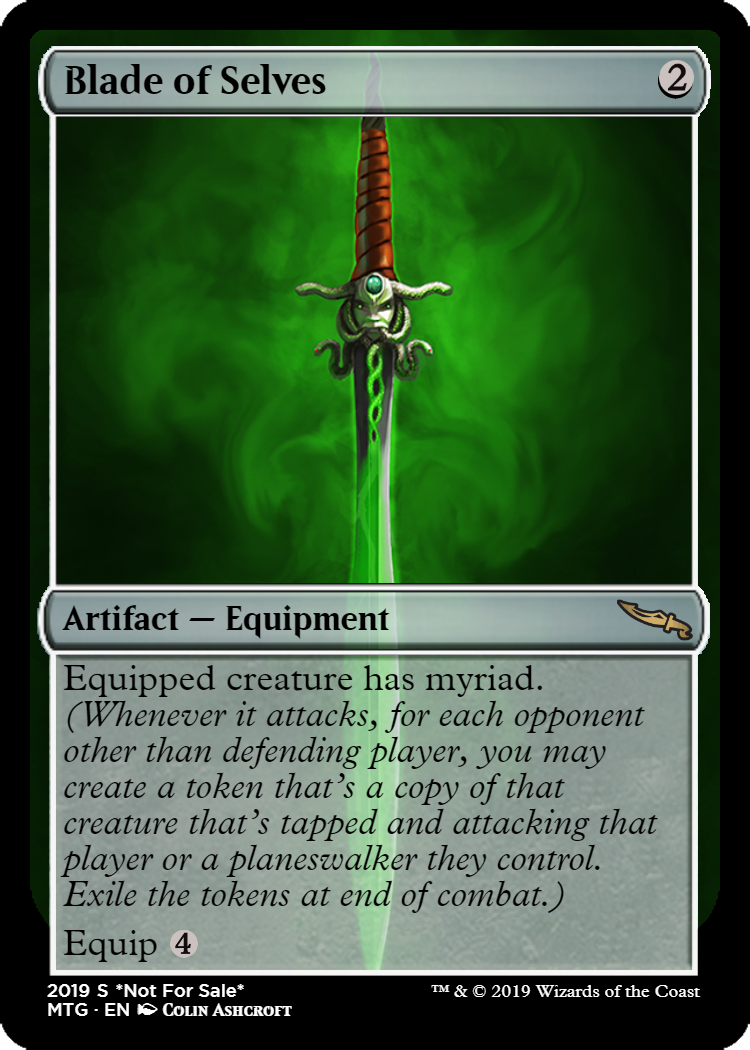 Blade of Selves 2
Artifact — Equipment
Equipped creature has myriad.
(Whenever it attacks, for each opponent
other than defending player, you may
create a token that's a copy of that
creature that's tapped and attacking that
player or a planeswalker they control.
Exile the tokens at end of combat.)
Equip 4
2019 S *Not For Sale* ™ & © 2019 Wizards of the Coast
MTG · EN Colin Ashcroft